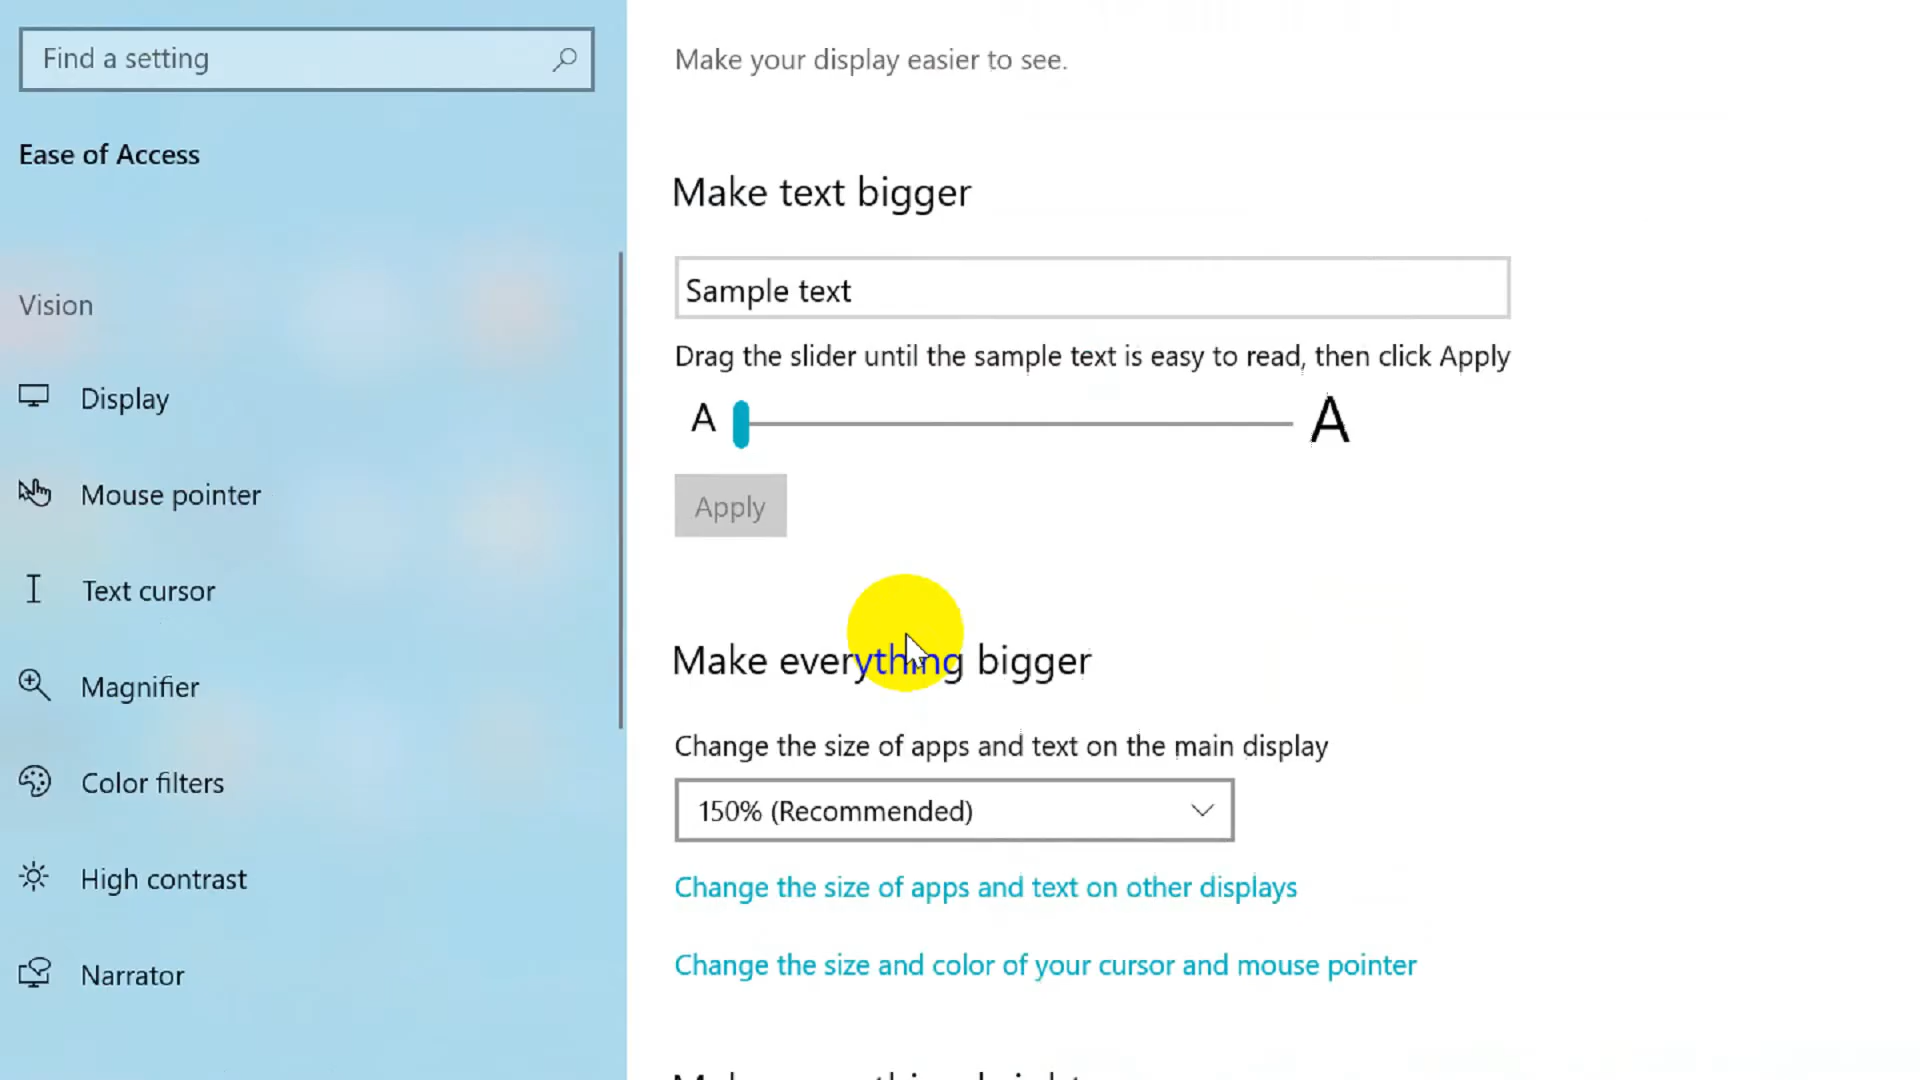 Find a setting
Ease of Access
Vision
Display
Mouse pointer
Text cursor
Magnifier
Color filters
High contrast
Narrator
Make your display easier to see.
Make text bigger
Sample text
Drag the slider until the sample text is easy to read, then click Apply
A A
Apply
Make everything bigger
Change the size of apps and text on the main display
150% (Recommended)
Change the size of apps and text on other displays
Change the size and color of your cursor and mouse pointer